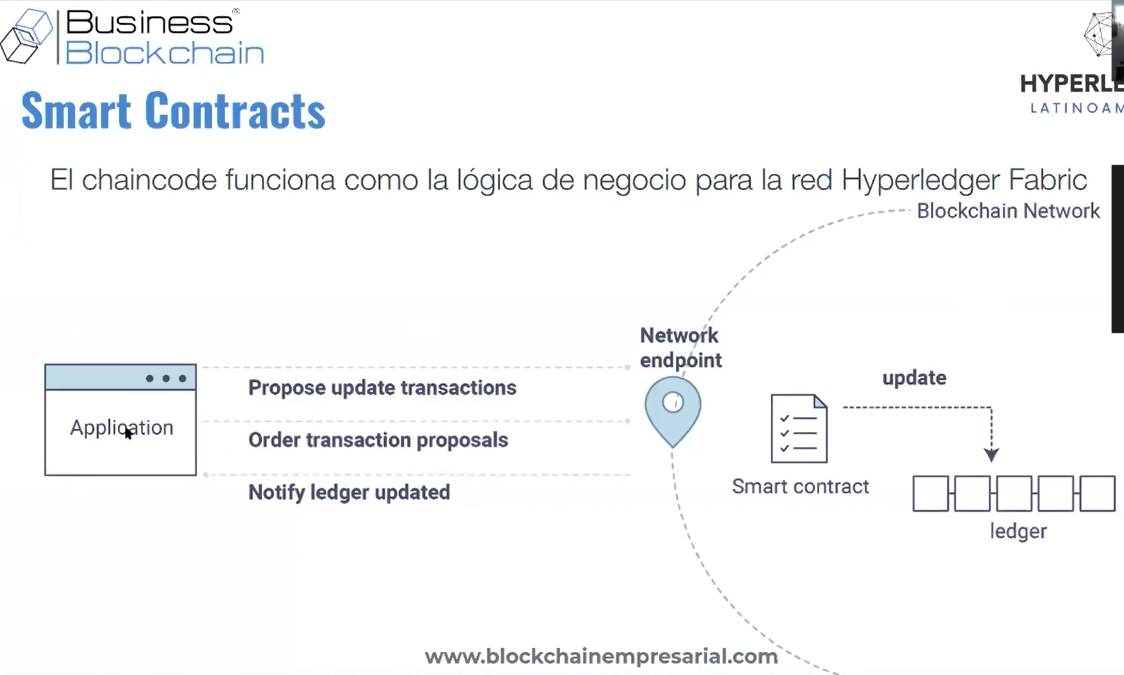 Business®
Blockchain
HYPERLE
LATINOAM
Smart Contracts
El chaincode funciona como la lógica de negocio para la red Hyperledger Fabric
Blockchain Network
Network
endpoint
Application
Propose update transactions
Order transaction proposals
Notify ledger updated
update
Smart contract
ledger
www.blockchainempresarial.com